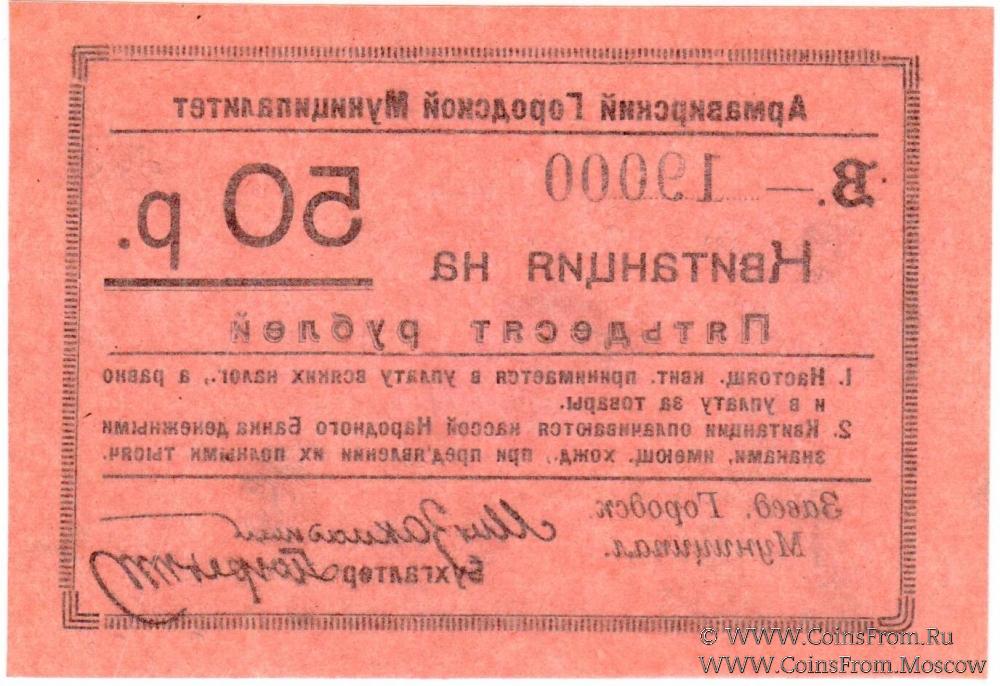 Армавирский Городской Муниципалитет
В. — 19000
50 р.
Квитанция на
Пятьдесят рублей
1. Настоящ. квит. принимается в уплату всяких налог., а равно
и в уплату за товары.
2. Квитанции оплачиваются кассой Народного Банка денежными
знаками, имеющ. хожд., при пред'явлении их полными тысяч.
Завед. Городск.
Муниципал.
Бухгалтер
© WWW.CoinsFrom.Ru
WWW.CoinsFrom.Moscow